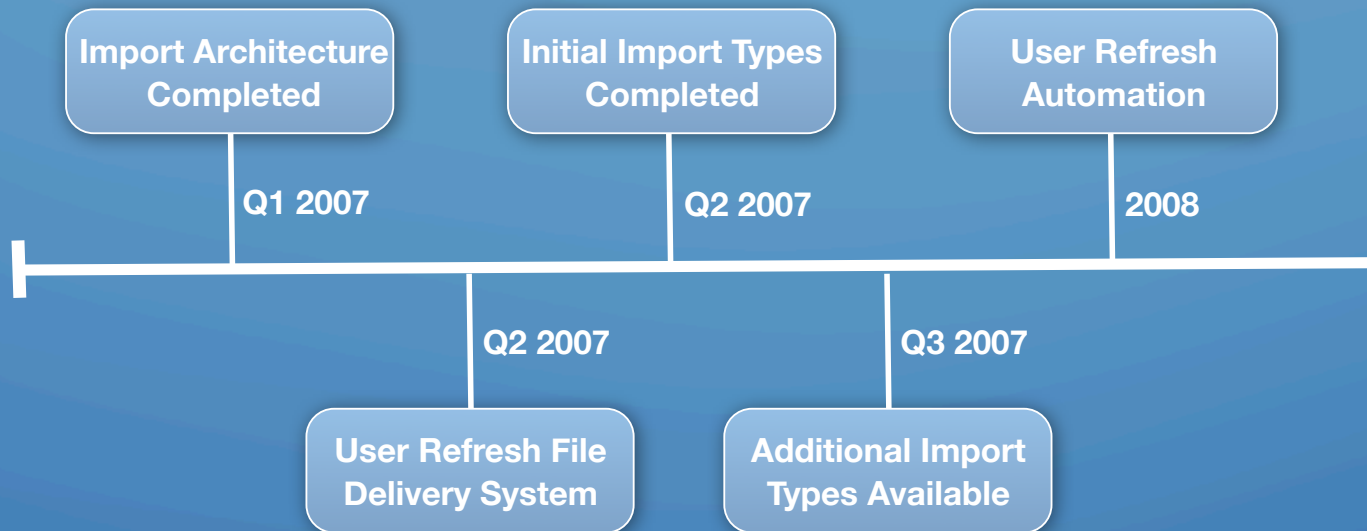 Import Architecture
Completed
Initial Import Types
Completed
User Refresh
Automation
Q1 2007
Q2 2007
2008
Q2 2007
Q3 2007
User Refresh File
Delivery System
Additional Import
Types Available